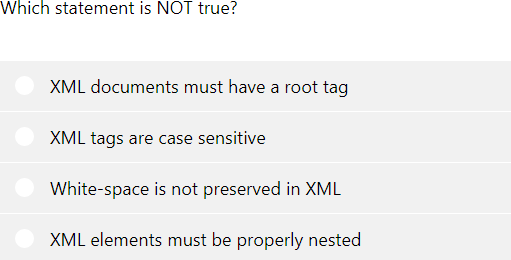 Which statement is NOT true?
XML documents must have a root tag
XML tags are case sensitive
White-space is not preserved in XML
XML elements must be properly nested